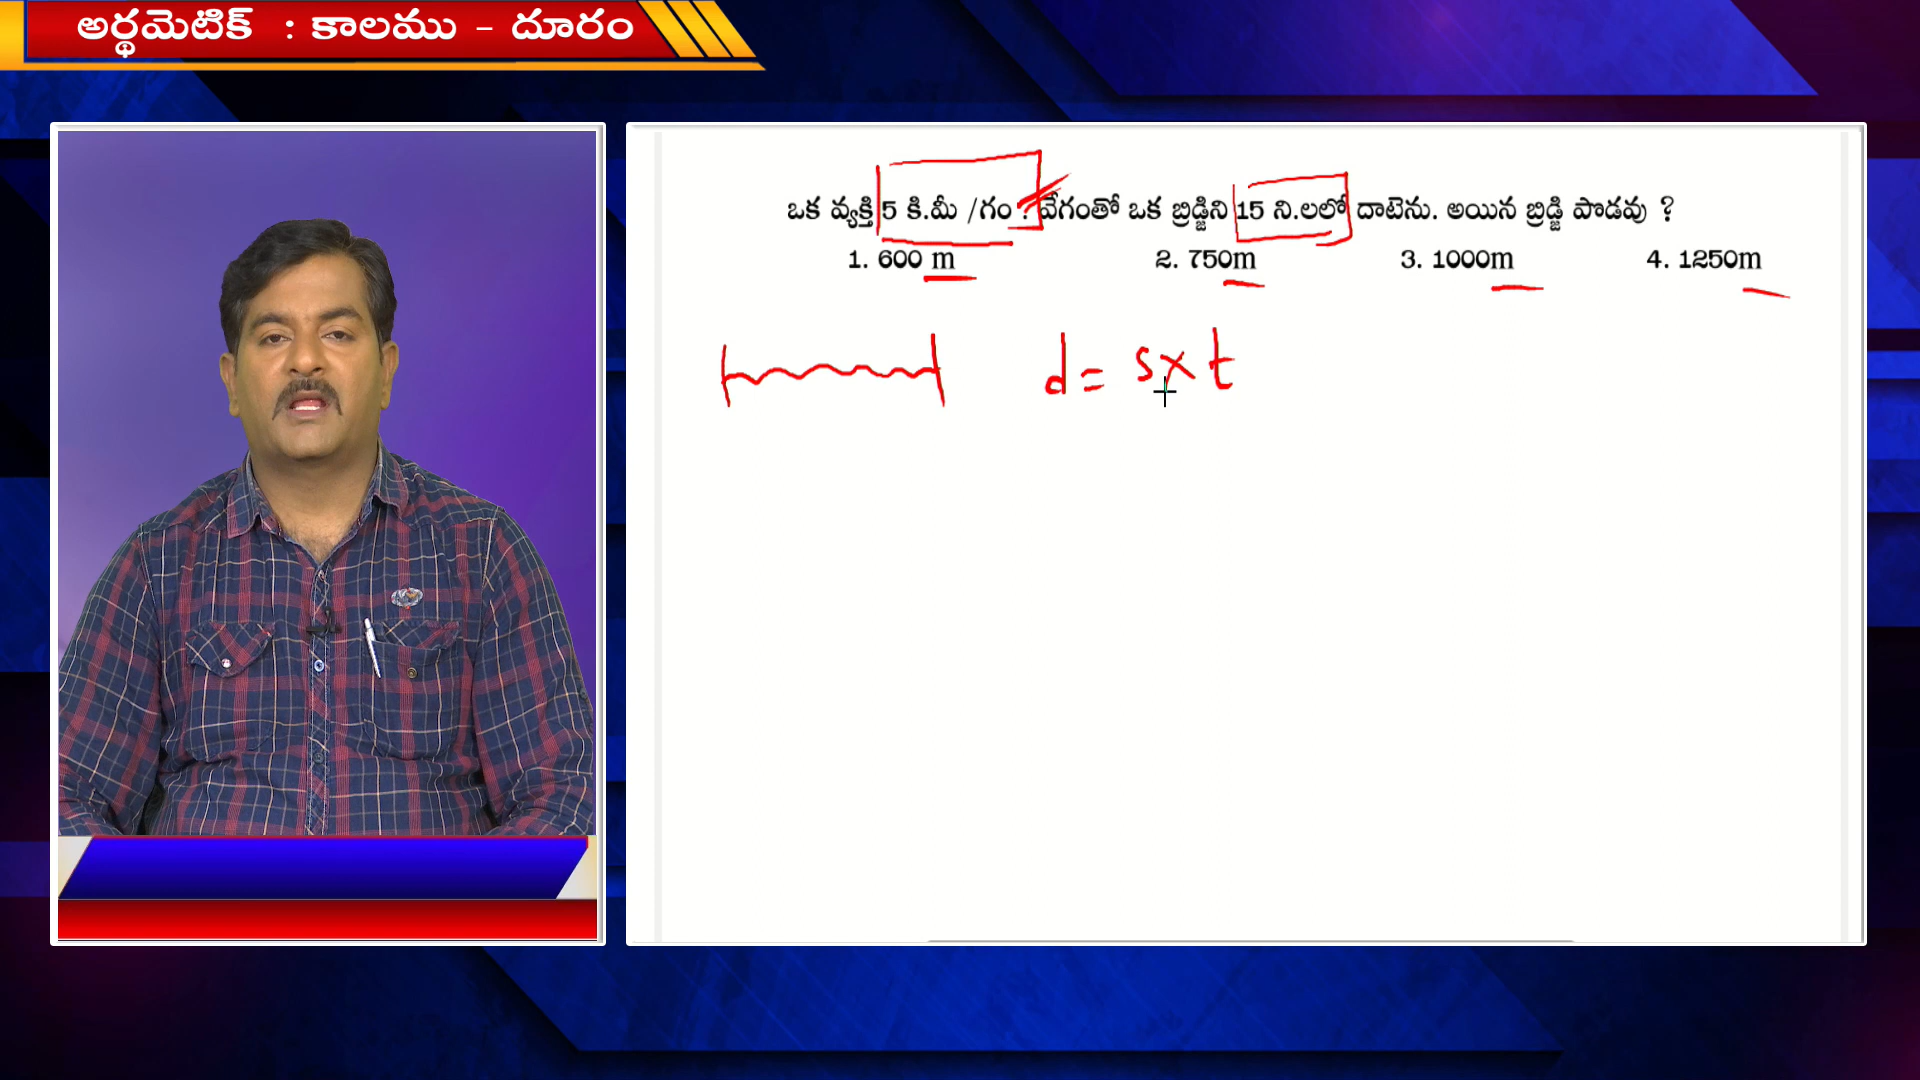 అర్థమెటిక్ : కాలము - దూరం
ఒక వ్యక్తి 5 కి.మీ /గం : వేగంతో ఒక బ్రిడ్జిని 15 ని.లలో దాటెను. అయిన బ్రిడ్జి పొడవు ?
1. 600 m 2. 750m 3. 1000m 4. 1250m
d = s x t